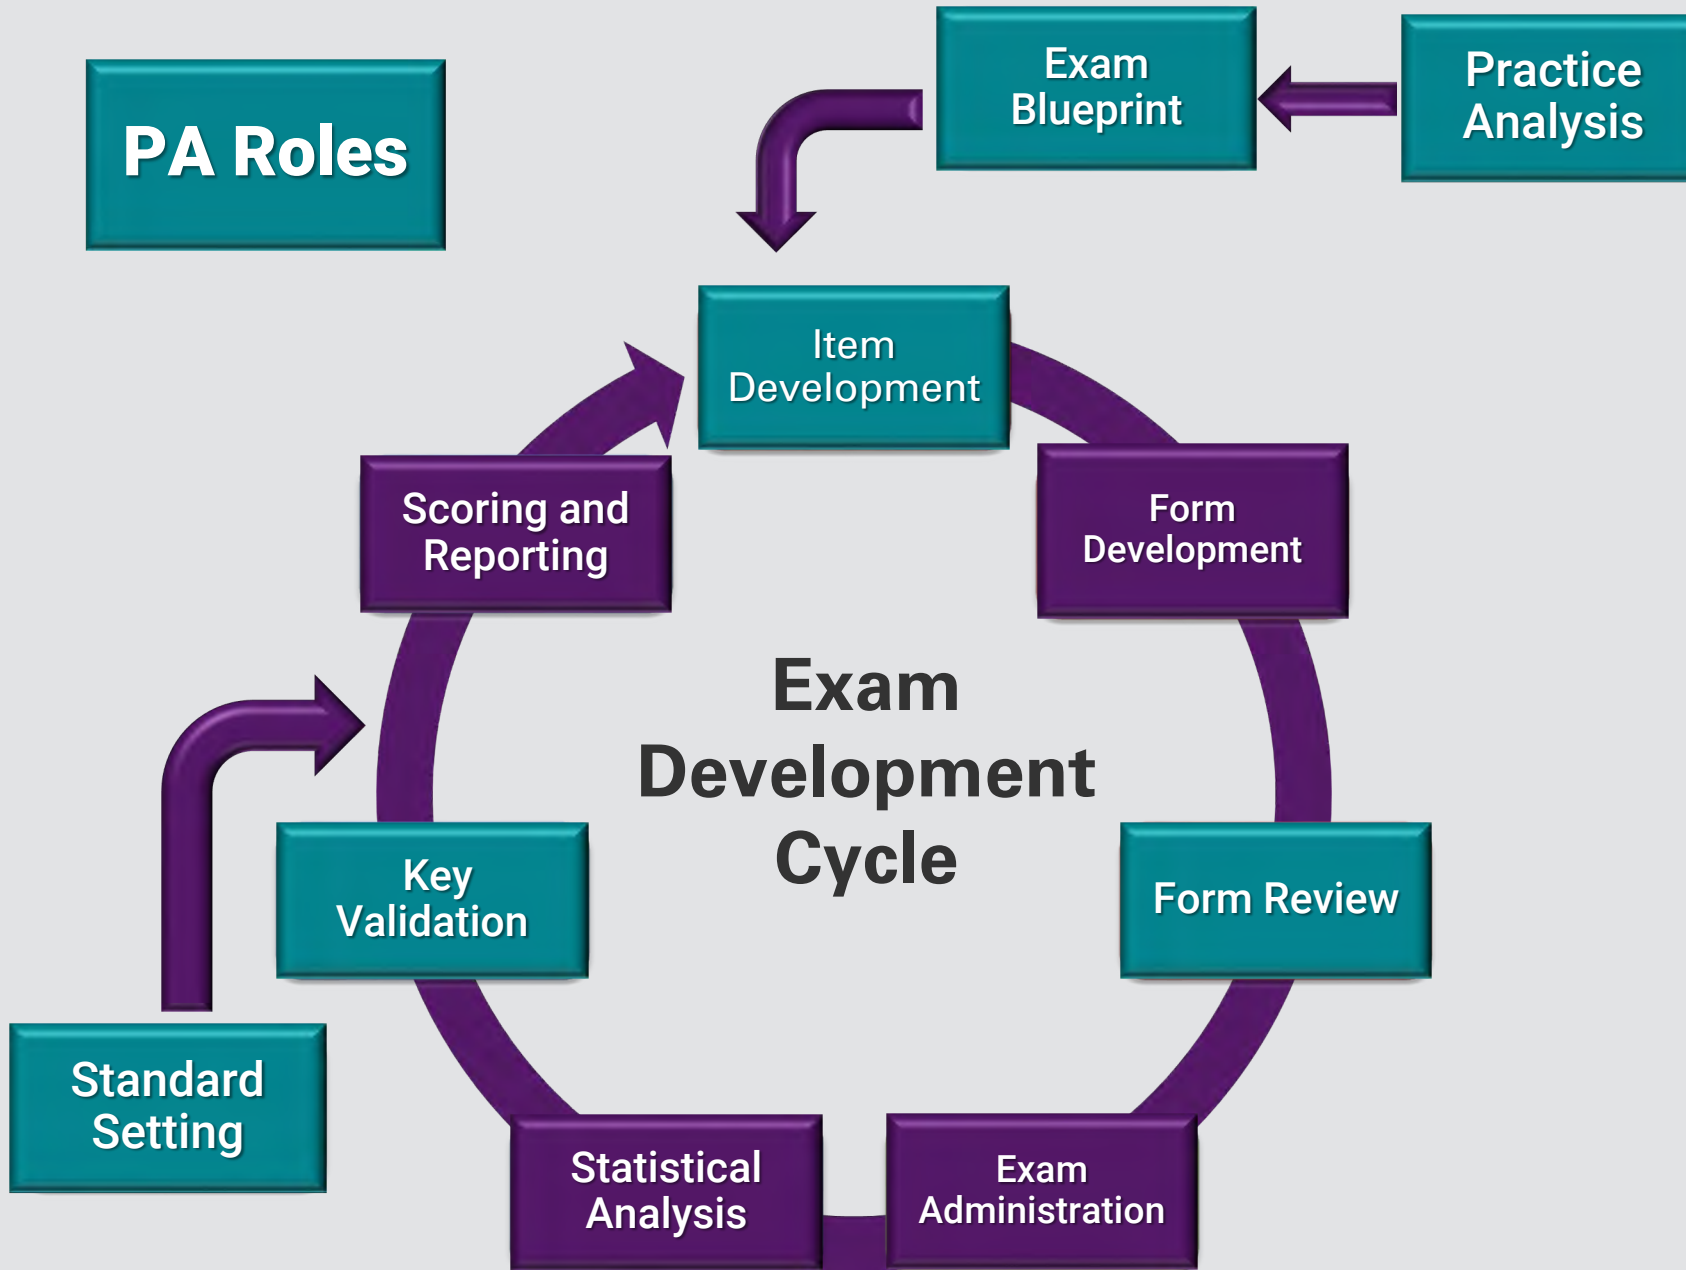 PA Roles
Exam
Blueprint
Practice
Analysis
Item
Development
Scoring and
Reporting
Form
Development
Exam
Development
Cycle
Key
Validation
Form Review
Standard
Setting
Statistical
Analysis
Exam
Administration